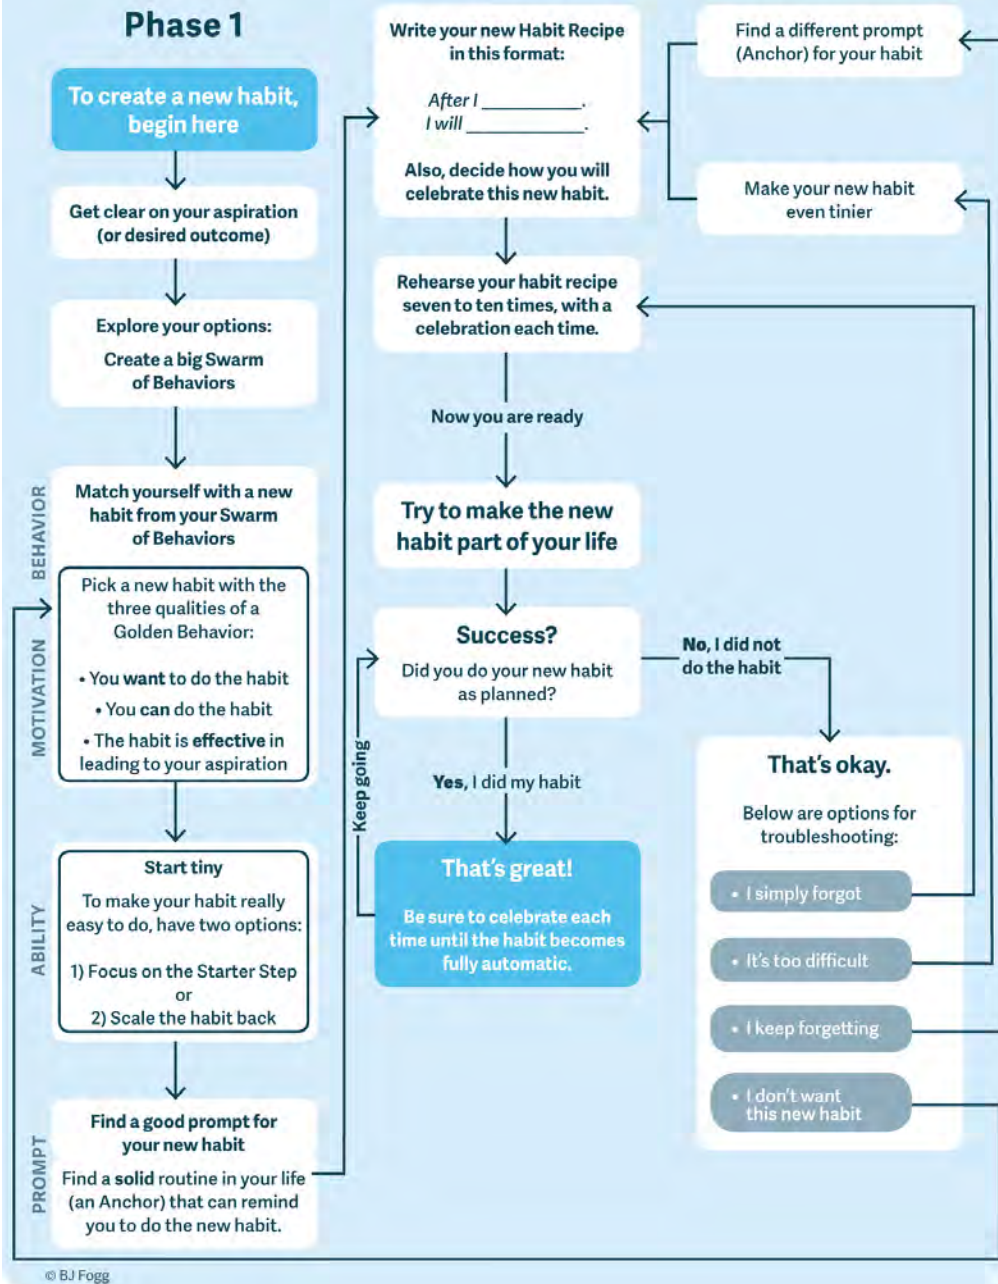 Phase 1
To create a new habit,
begin here
Get clear on your aspiration
(or desired outcome)
Explore your options:
Create a big Swarm
of Behaviors
BEHAVIOR
Match yourself with a new
habit from your Swarm
of Behaviors
MOTIVATION
Pick a new habit with the
three qualities of a
Golden Behavior:
• You want to do the habit
• You can do the habit
• The habit is effective in
leading to your aspiration
ABILITY
Start tiny
To make your habit really
easy to do, have two options:
1) Focus on the Starter Step
or
2) Scale the habit back
PROMPT
Find a good prompt for
your new habit
Find a solid routine in your life
(an Anchor) that can remind
you to do the new habit.
Write your new Habit Recipe
in this format:
After I __________.
I will ____________.
Also, decide how you will
celebrate this new habit.
Rehearse your habit recipe
seven to ten times, with a
celebration each time.
Now you are ready
Try to make the new
habit part of your life
Success?
Did you do your new habit
as planned?
Yes, I did my habit
Keep going
That's great!
Be sure to celebrate each
time until the habit becomes
fully automatic.
No, I did not
do the habit
Find a different prompt
(Anchor) for your habit
Make your new habit
even tinier
That's okay.
Below are options for
troubleshooting:
• I simply forgot
• It's too difficult
• I keep forgetting
• I don't want
this new habit
© BJ Fogg